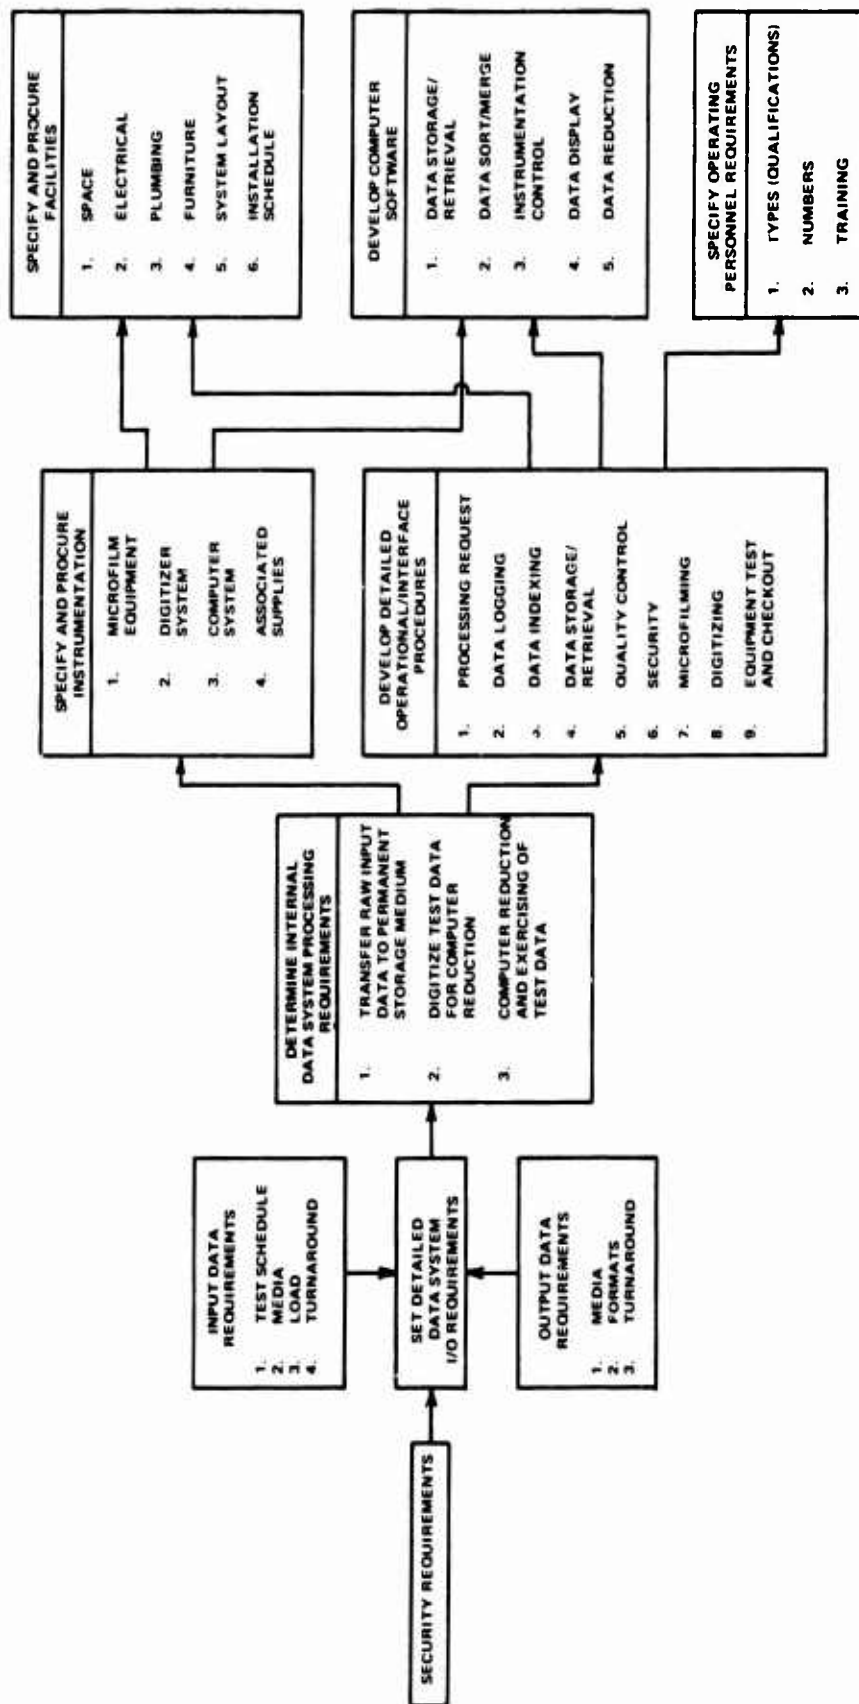 SECURITY REQUIREMENTS
INPUT DATA
REQUIREMENTS
1. TEST SCHEDULE
2. MEDIA
3. LOAD
4. TURNAROUND
SET DETAILED
DATA SYSTEM
I/O REQUIREMENTS
OUTPUT DATA
REQUIREMENTS
1. MEDIA
2. FORMATS
3. TURNAROUND
DETERMINE INTERNAL
DATA SYSTEM PROCESSING
REQUIREMENTS
1. TRANSFER RAW INPUT
DATA TO PERMANENT
STORAGE MEDIUM
2. DIGITIZE TEST DATA
FOR COMPUTER
REDUCTION
3. COMPUTER REDUCTION
AND EXERCISING OF
TEST DATA
SPECIFY AND PROCURE
INSTRUMENTATION
1. MICROFILM
EQUIPMENT
2. DIGITIZER
SYSTEM
3. COMPUTER
SYSTEM
4. ASSOCIATED
SUPPLIES
DEVELOP DETAILED
OPERATIONAL/INTERFACE
PROCEDURES
1. PROCESSING REQUEST
2. DATA LOGGING
3. DATA INDEXING
4. DATA STORAGE/
RETRIEVAL
5. QUALITY CONTROL
6. SECURITY
7. MICROFILMING
8. DIGITIZING
9. EQUIPMENT TEST
AND CHECKOUT
SPECIFY AND PROCURE
FACILITIES
1. SPACE
2. ELECTRICAL
3. PLUMBING
4. FURNITURE
5. SYSTEM LAYOUT
6. INSTALLATION
SCHEDULE
DEVELOP COMPUTER
SOFTWARE
1. DATA STORAGE/
RETRIEVAL
2. DATA SORT/MERGE
3. INSTRUMENTATION
CONTROL
4. DATA DISPLAY
5. DATA REDUCTION
SPECIFY OPERATING
PERSONNEL REQUIREMENTS
1. TYPES (QUALIFICATIONS)
2. NUMBERS
3. TRAINING